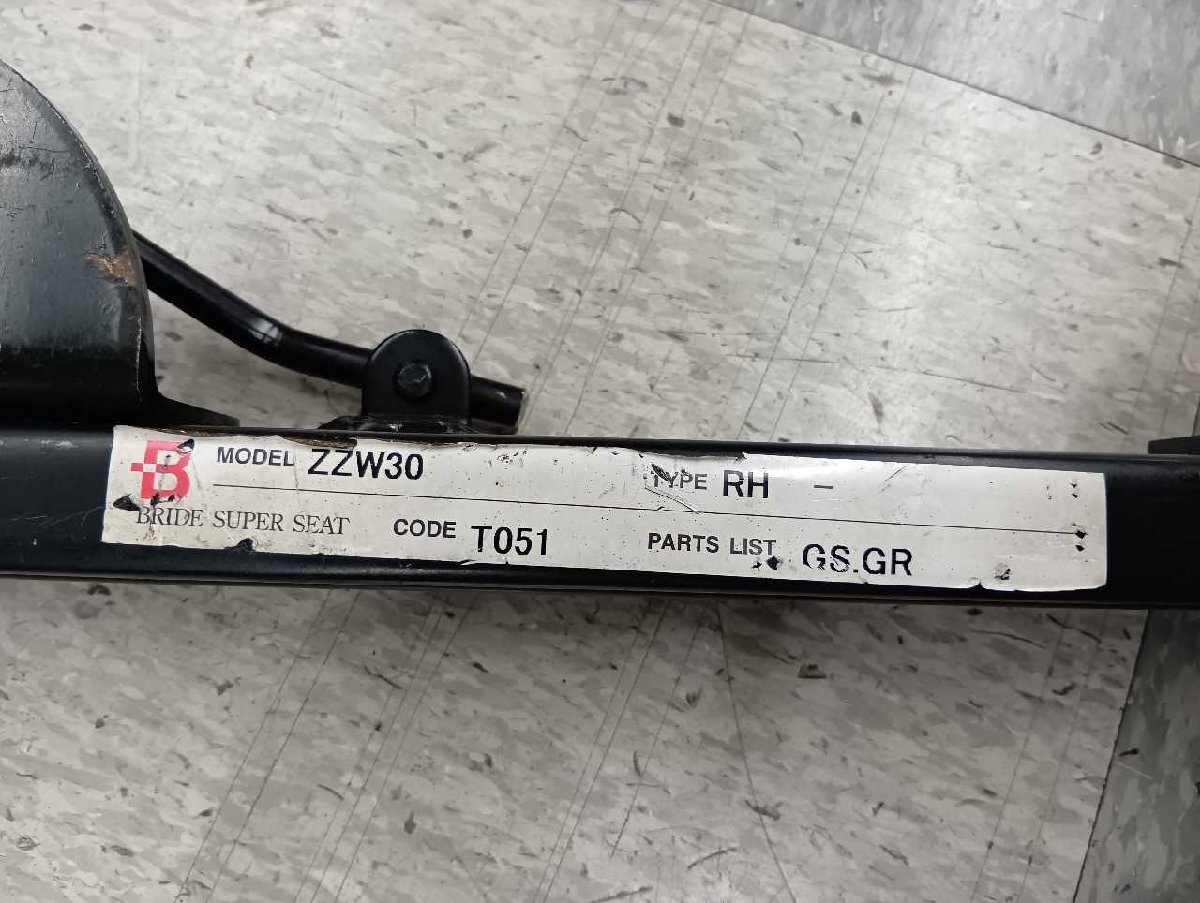 B MODEL ZZW30 TYPE RH -
BRIDE SUPER SEAT CODE T051 PARTS LIST GS.GR